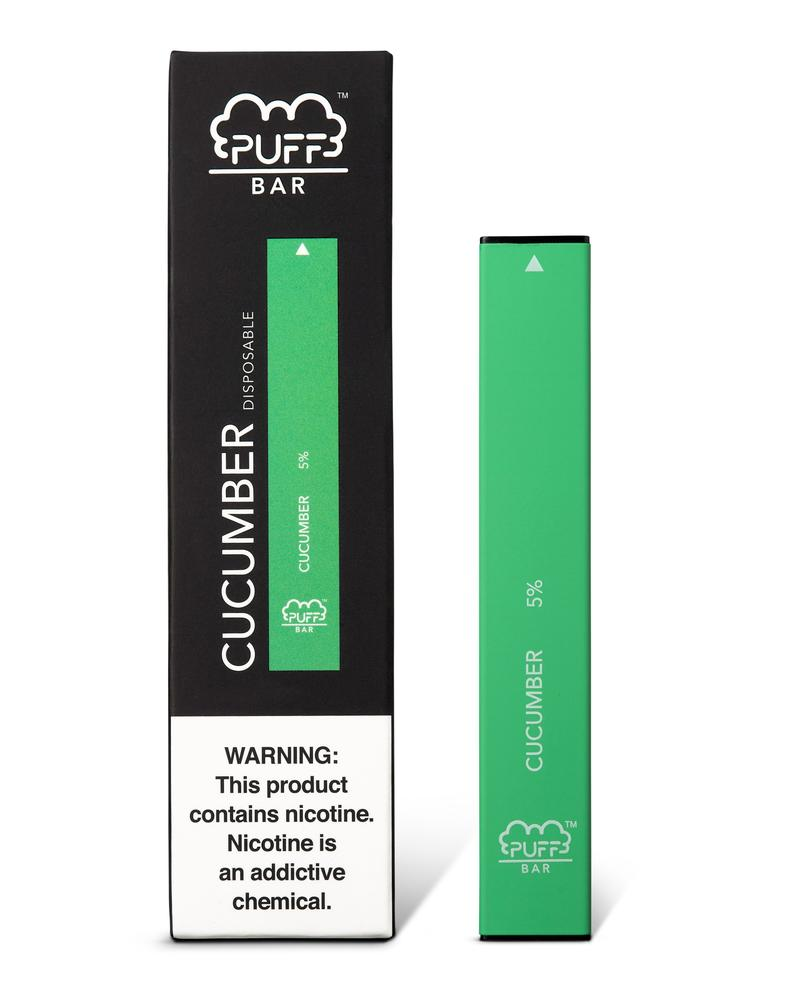 PUFF™
BAR
CUCUMBER DISPOSABLE
CUCUMBER 5%
PUFF™
BAR
WARNING:
This product
contains nicotine.
Nicotine is
an addictive
chemical.
CUCUMBER 5%
PUFF™
BAR